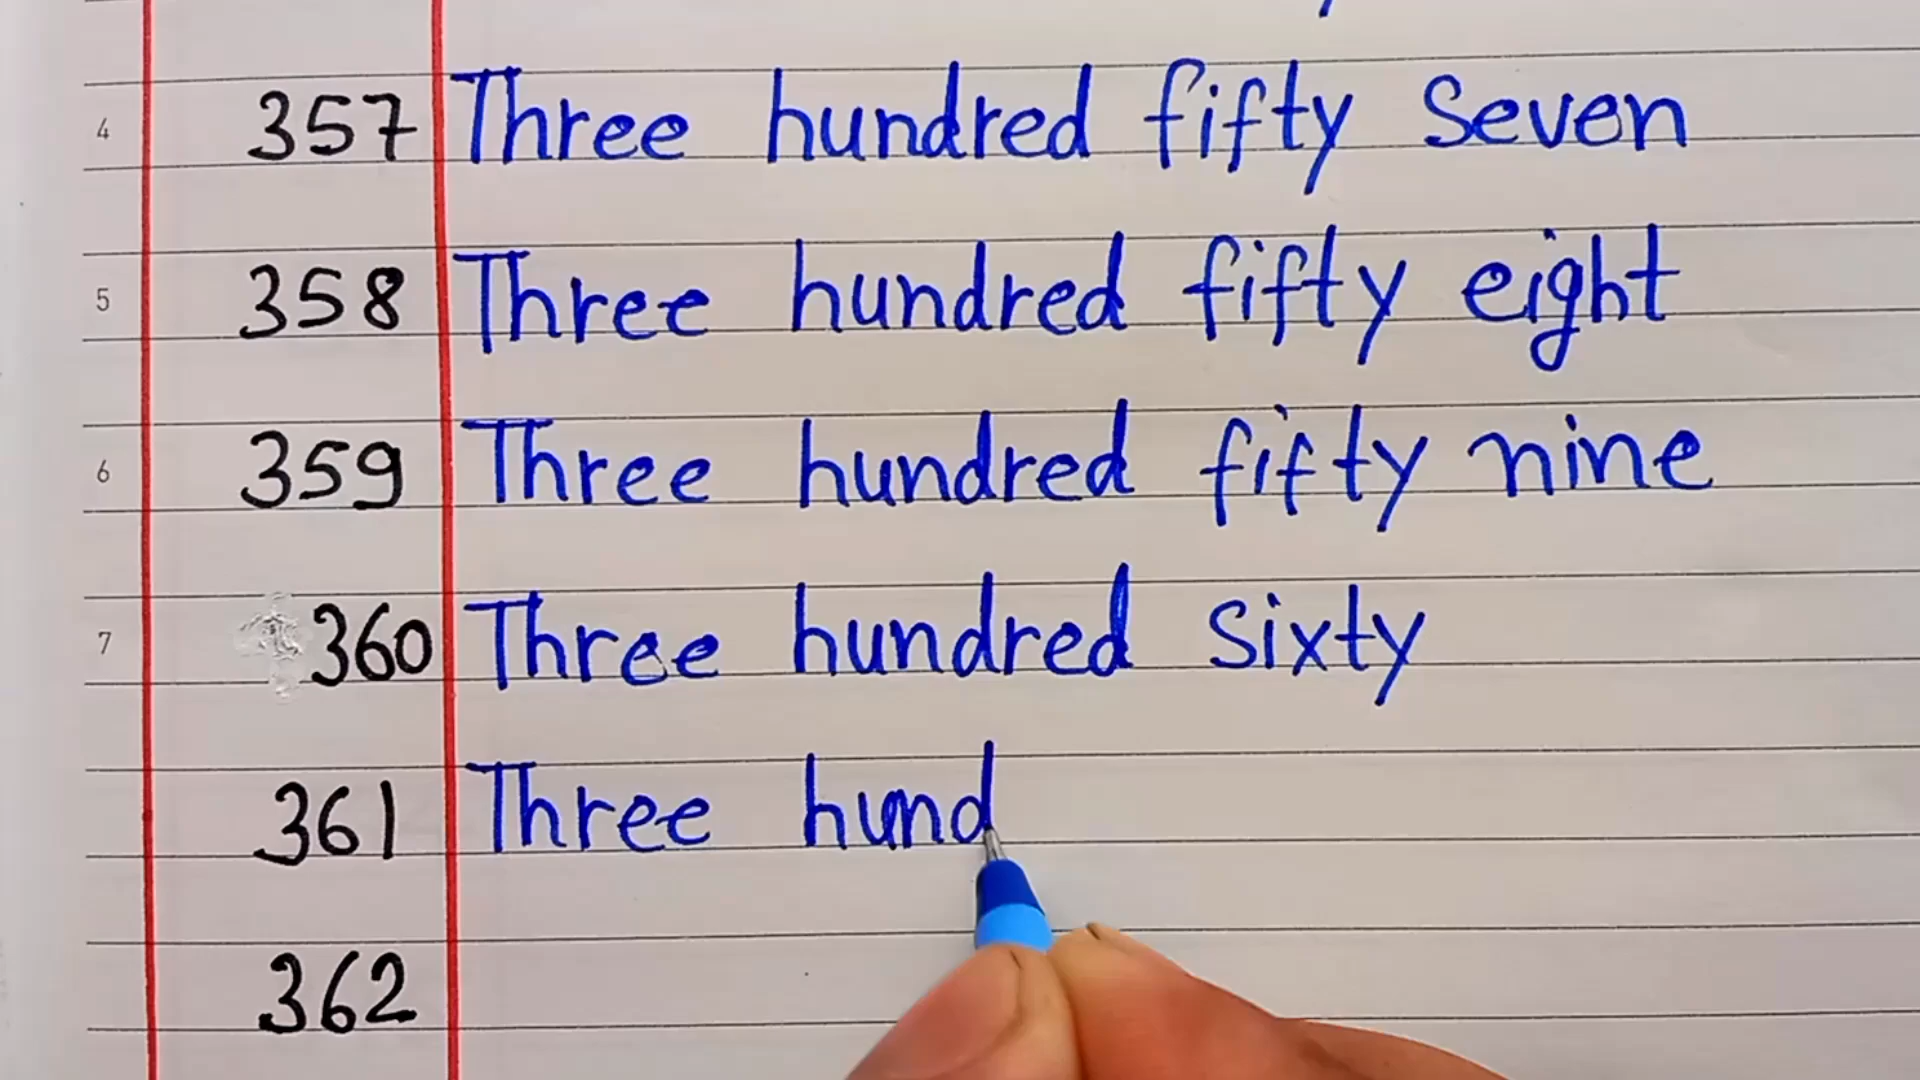 4 357 Three hundred fifty Seven
5 358 Three hundred fifty eight
6 359 Three hundred fifty nine
7 360 Three hundred sixty
361 Three hund
362